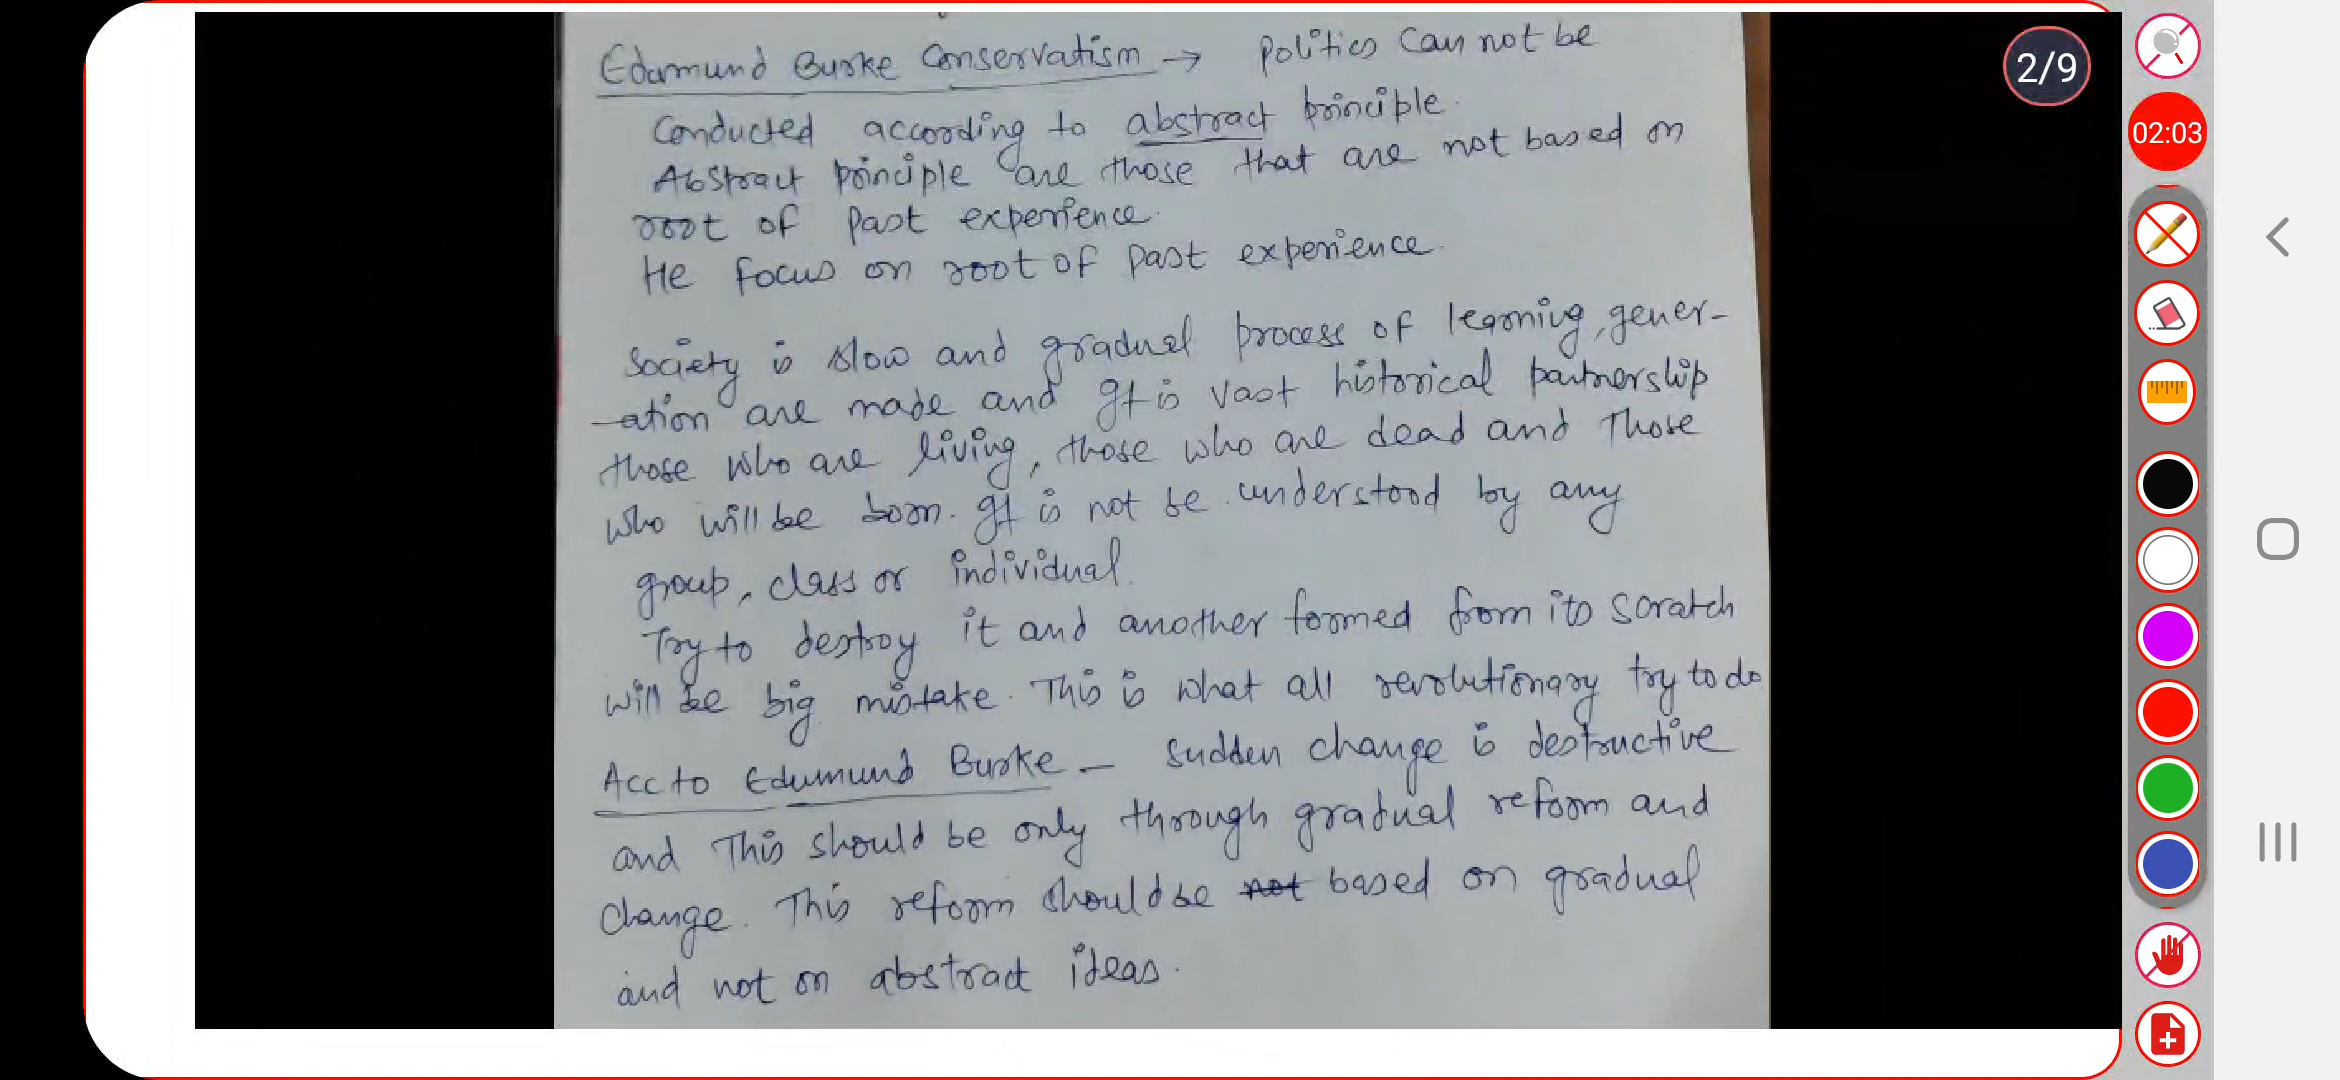 Edumund Burke Conservatism → Politics Can not be
Conducted according to abstract principle.
Abstract principle are those that are not based on
root of past experience.
He focus on root of past experience.
Society is slow and gradual process of learning, gener-
-ation are made and It is vast historical partnership
those who are living, those who are dead and those
who will be born. It is not be understood by any
group, class or individual.
Try to destroy it and another formed from its scratch
will be big mistake. This is what all revolutionary try to do
Acc to Edumund Burke - Sudden change is destructive
and This should be only through gradual reform and
change. This reform should be not based on gradual
and not on abstract ideas.
2/9
02:03